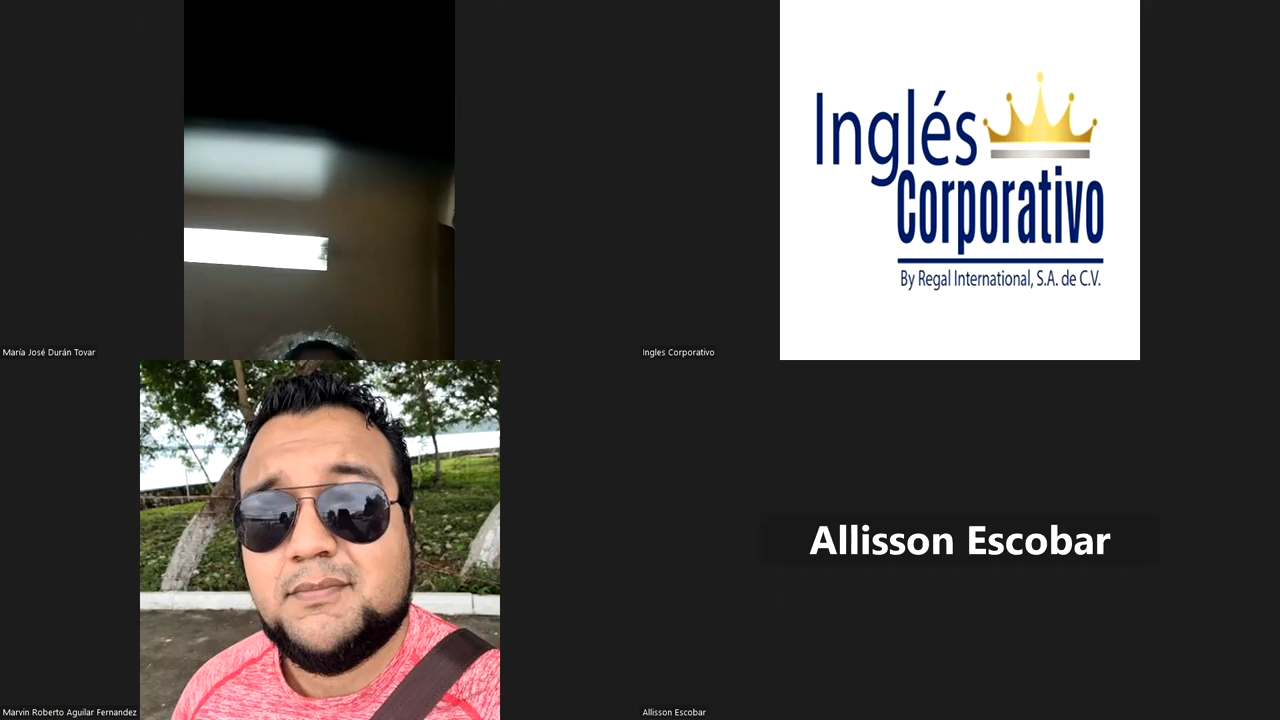 Inglés
Corporativo
By Regal International, S.A. de C.V.
María José Durán Tovar
Ingles Corporativo
Allisson Escobar
Marvin Roberto Aguilar Fernandez
Allisson Escobar